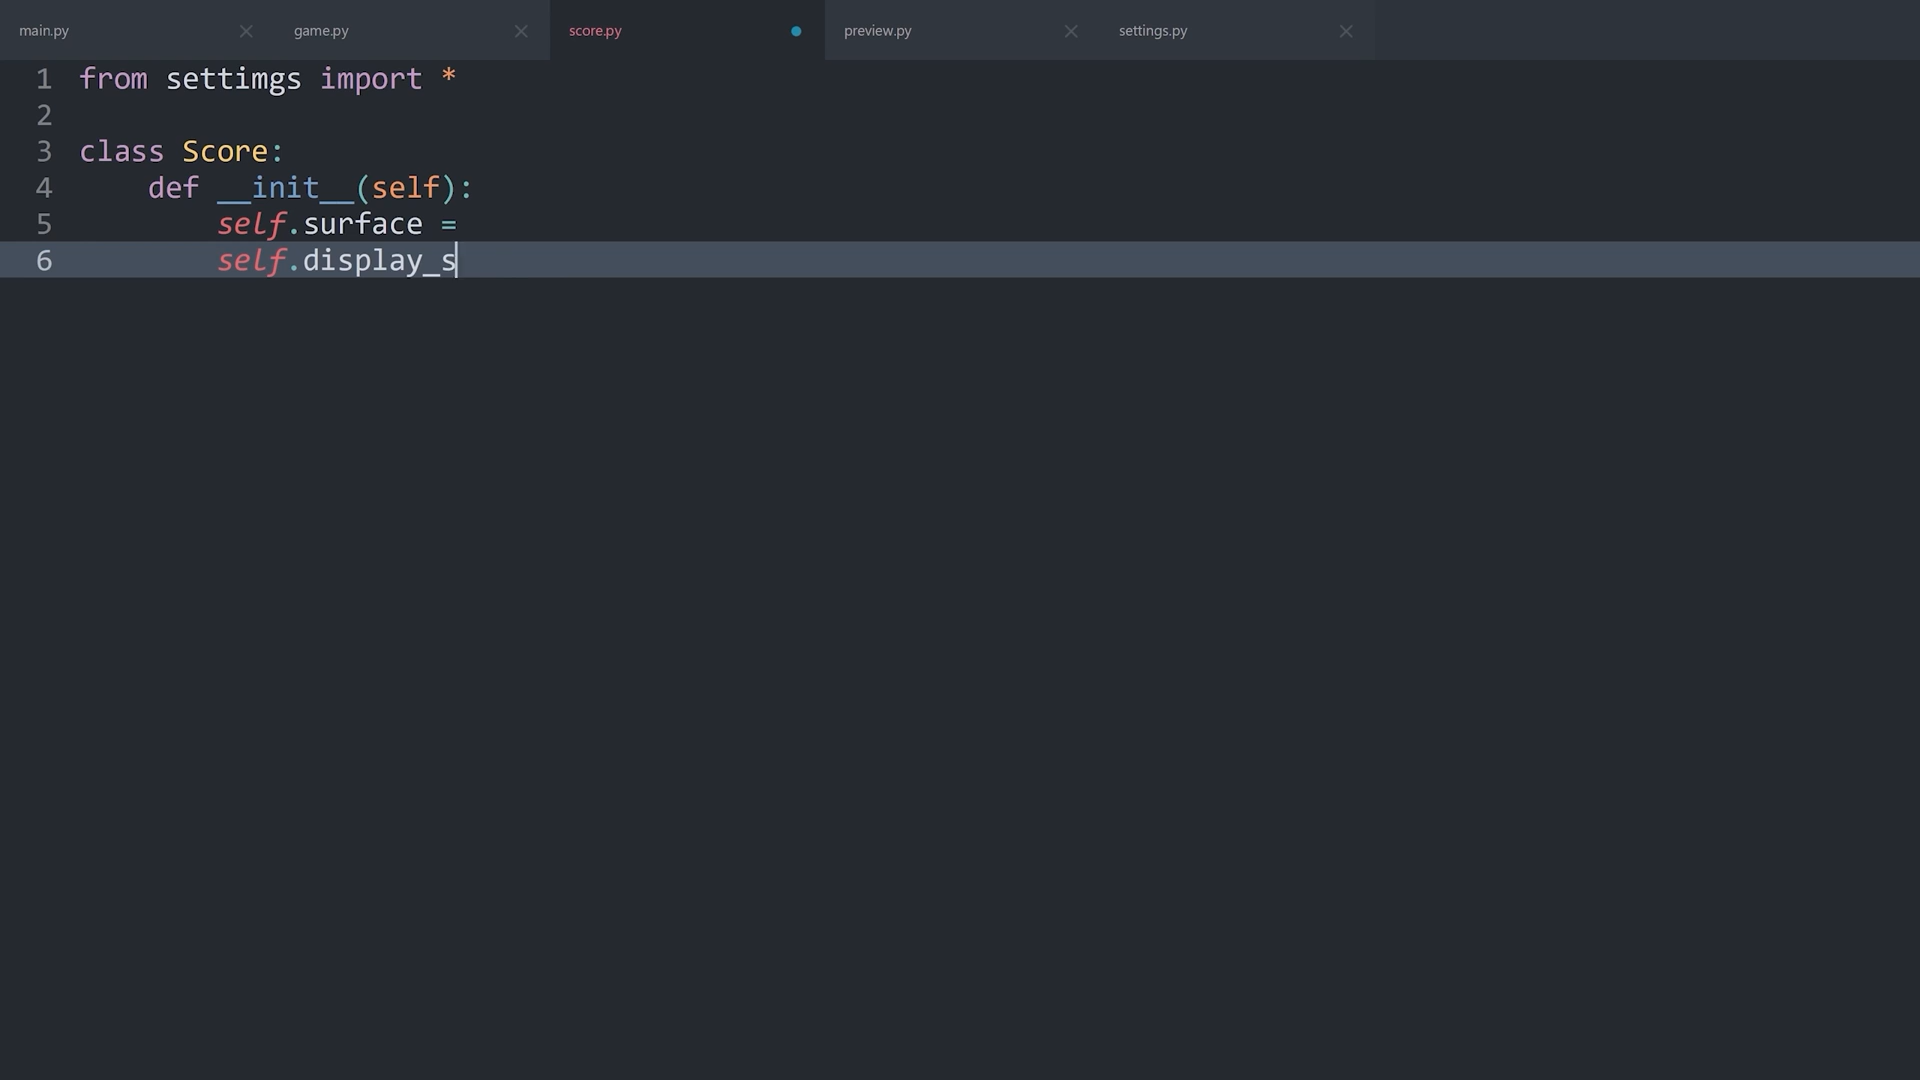 main.py game.py score.py preview.py settings.py
1 from settimgs import *
2
3 class Score:
4     def __init__(self):
5         self.surface =
6         self.display_s